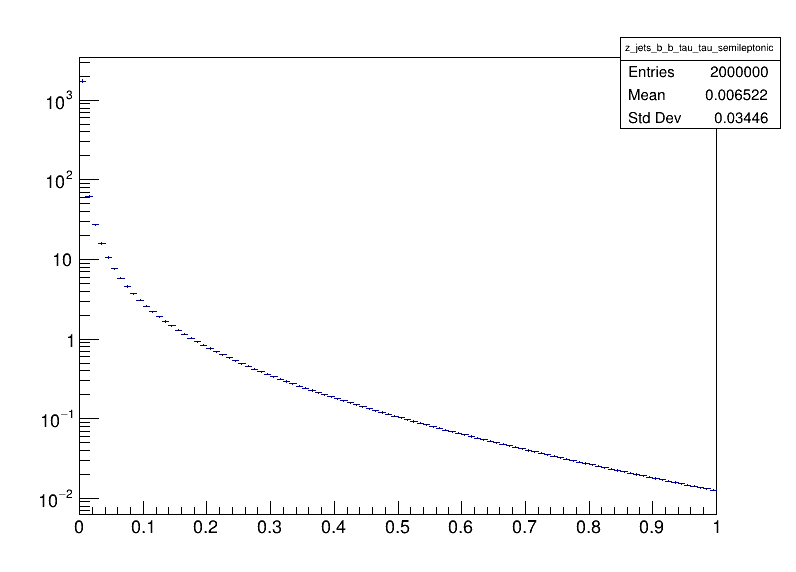 z_jets_b_b_tau_tau_semileptonic
Entries 2000000
Mean 0.006522
Std Dev 0.03446
10³
10²
10
1
10⁻¹
10⁻²
0 0.1 0.2 0.3 0.4 0.5 0.6 0.7 0.8 0.9 1